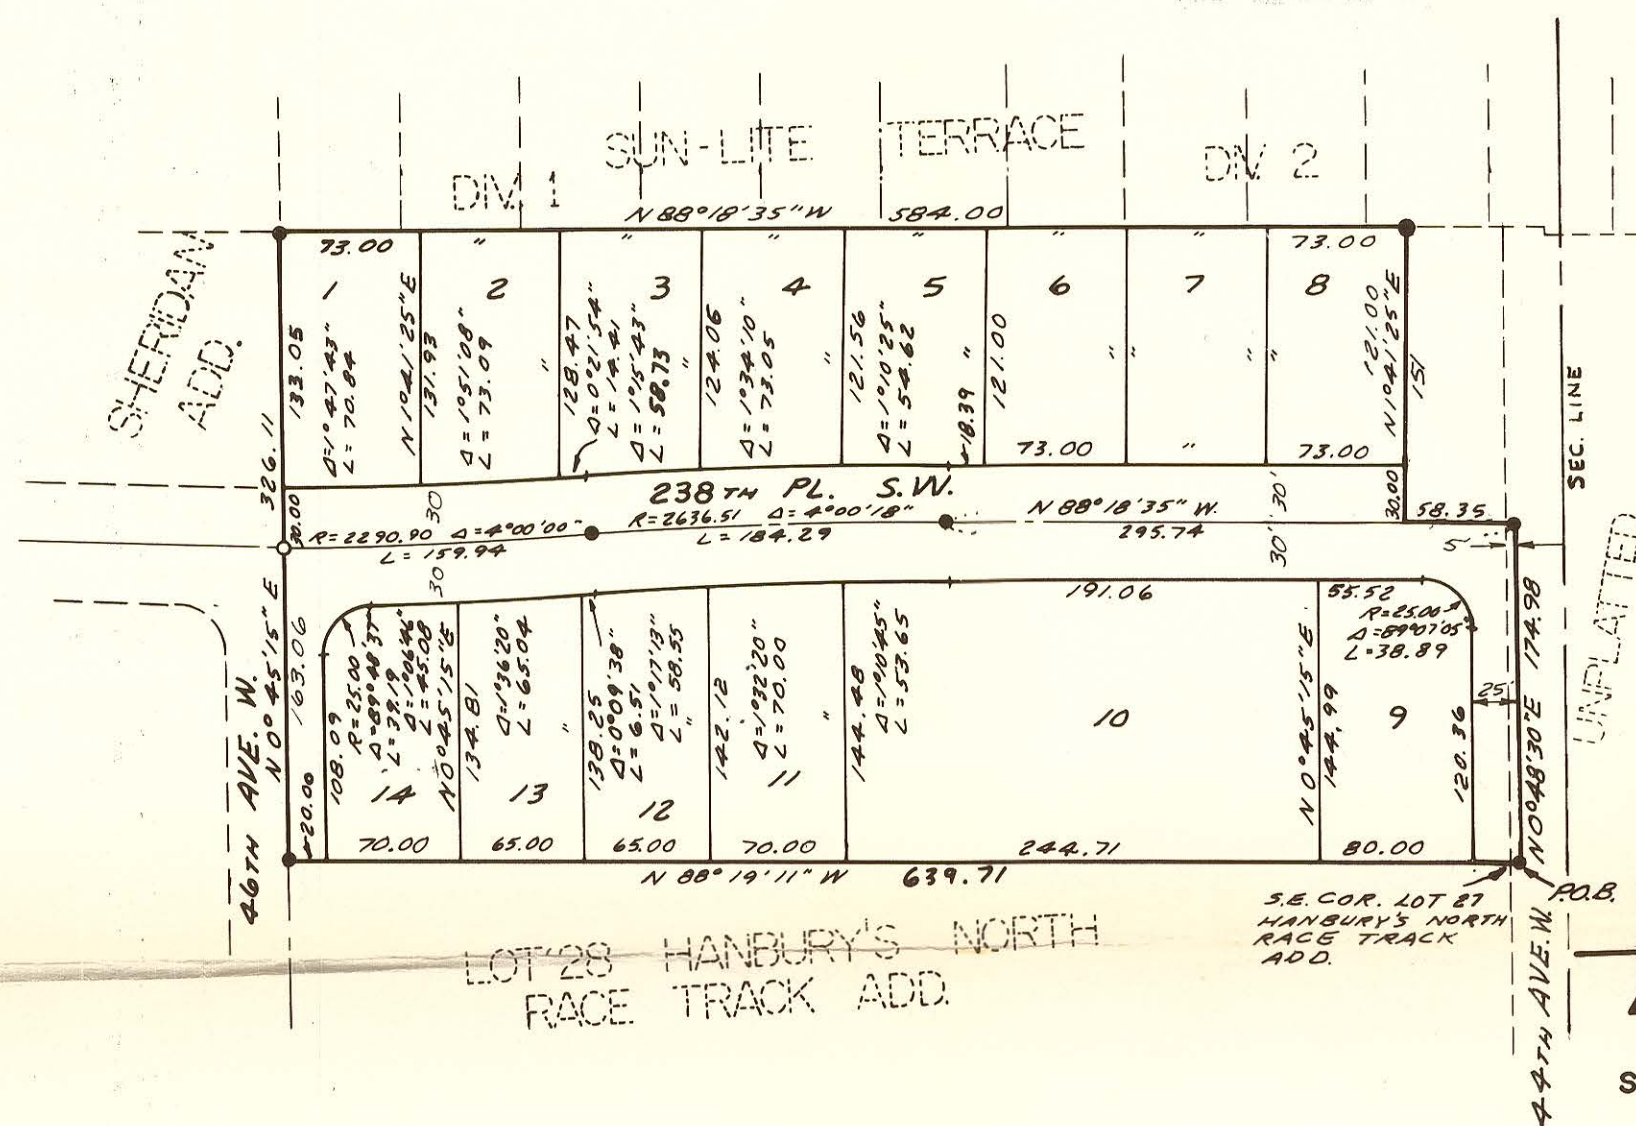 SUN-LITE TERRACE
DIV. 1
DIV. 2
N 88°18'35" W 584.00
SHERIDAN
ADD.
73.00 " " " " " " 73.00
1 2 3 4 5 6 7 8
133.05
Δ=1°47'43"
L = 70.84
N 1°41'25" E
131.93
Δ=1°51'08"
L = 73.09
"
128.47
Δ=0°21'54"
L = 14.41
Δ=1°15'43"
L = 58.73
"
124.06
Δ=1°34'10"
L = 73.05
"
121.56
Δ=1°10'25"
L = 54.62
18.39
"
121.00
" " " "
73.00 " 73.00
121.00
N 1°41'25" E
151
SEC. LINE
326.11
30.00
238TH PL. S.W.
30
R=2290.90 Δ=4°00'00"
L = 159.94
R=2636.51 Δ=4°00'18"
L = 184.29
N 88°18'35" W.
295.74
30'
30'
30.00
58.35
5'
30'
N 0°45'15" E
163.06
46TH AVE. W.
20.00
108.09
R=25.00
Δ=89°48'37"
L=39.19
Δ=1°06'46"
L=45.08
N 0°45'15" E
14
70.00
134.81
Δ=1°36'20"
L=65.04
"
13
65.00
138.25
Δ=0°09'38"
L=6.51
Δ=1°17'13"
L=58.55
"
12
65.00
142.12
Δ=1°32'20"
L=70.00
"
11
70.00
144.48
Δ=1°10'45"
L=53.65
191.06
10
244.71
N 0°45'15" E
144.99
55.52
R=25.00
Δ=89°07'05"
L=38.89
9
80.00
120.36
25'
N 0°48'30" E 174.98
UNPLATTED
N 88°19'11" W 639.71
S.E. COR. LOT 27
HANBURY'S NORTH
RACE TRACK
ADD.
P.O.B.
44TH AVE. W.
LOT 28 HANBURY'S NORTH
RACE TRACK ADD.